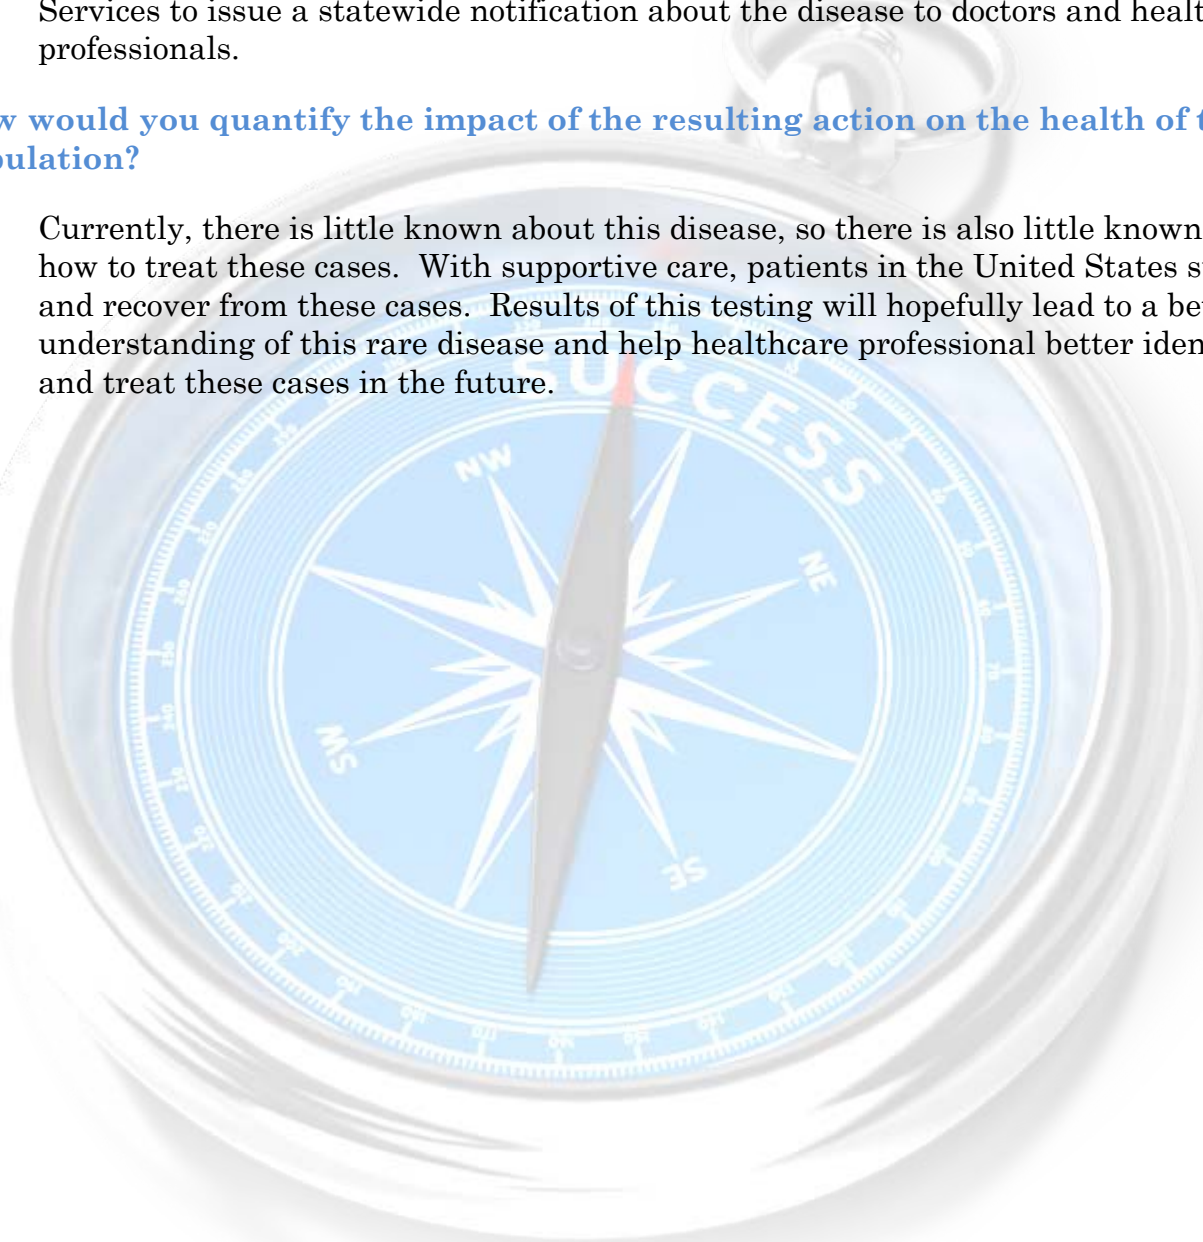 Services to issue a statewide notification about the disease to doctors and healt
professionals.
w would you quantify the impact of the resulting action on the health of t
pulation?
Currently, there is little known about this disease, so there is also little known
how to treat these cases.  With supportive care, patients in the United States s
and recover from these cases.  Results of this testing will hopefully lead to a be
understanding of this rare disease and help healthcare professional better iden
and treat these cases in the future.
SUCCESS
NW
NE
SW
SE